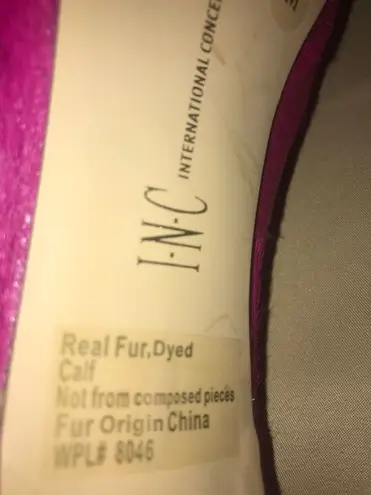 I·N·C INTERNATIONAL CONCE
Real Fur,Dyed
Calf
Not from composed pieces
Fur Origin China
WPL# 8046